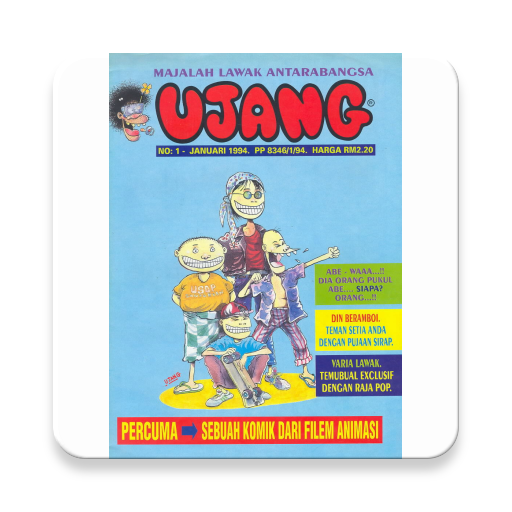 MAJALAH LAWAK ANTARABANGSA
UJANG®
NO: 1 - JANUARI 1994. PP 8346/1/94. HARGA RM2.20
ABE - WAAA...!!
DIA ORANG PUKUL
ABE.... SIAPA?
ORANG...!!
DIN BERAMBOI.
TEMAN SETIA ANDA
DENGAN PUJAAN SIRAP.
VARIA LAWAK.
TEMUBUAL EXCLUSIF
DENGAN RAJA POP.
UJANG
PERCUMA ➡ SEBUAH KOMIK DARI FILEM ANIMASI